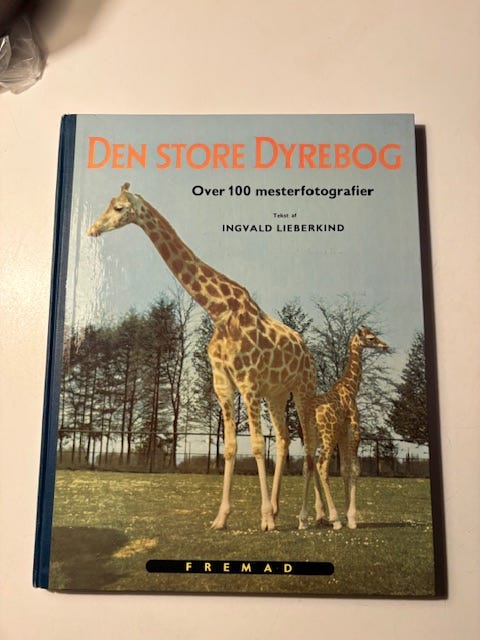 DEN STORE DYREBOG
Over 100 mesterfotografier
Tekst af
INGVALD LIEBERKIND
FREMAD